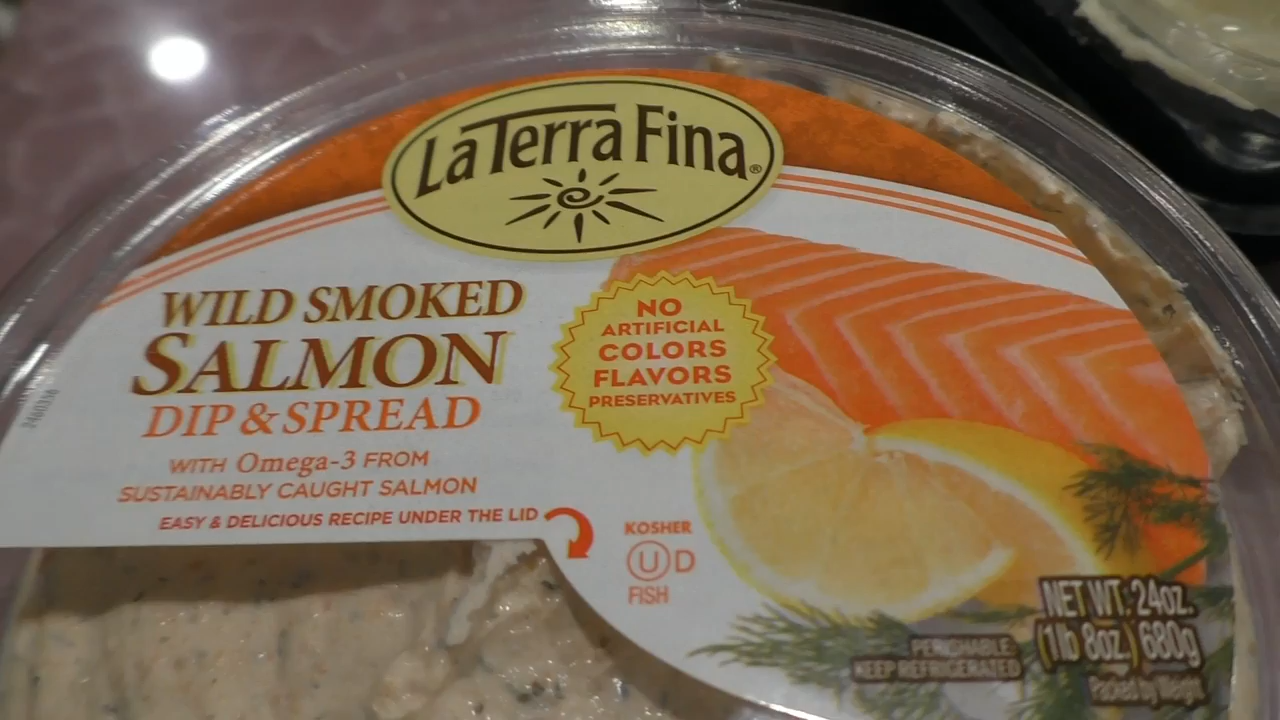 La Terra Fina®
WILD SMOKED
SALMON
DIP & SPREAD
WITH Omega-3 FROM
SUSTAINABLY CAUGHT SALMON
EASY & DELICIOUS RECIPE UNDER THE LID
NO
ARTIFICIAL
COLORS
FLAVORS
PRESERVATIVES
KOSHER
U D
FISH
PERISHABLE
KEEP REFRIGERATED
NET WT. 24oz.
(1lb 8oz.) 680g
Packed by Weight